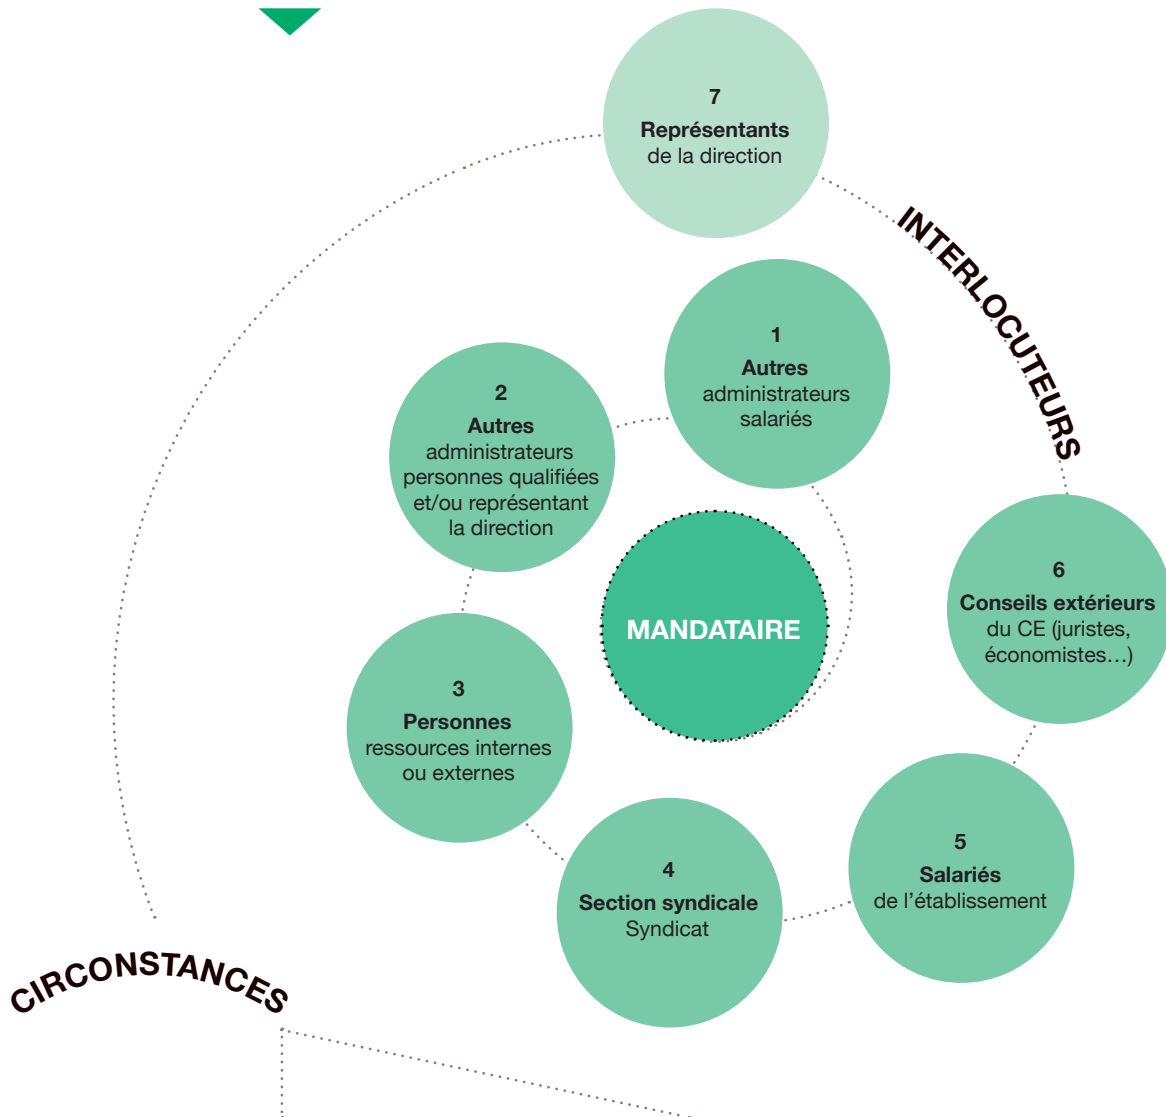 7
Représentants
de la direction
INTERLOCUTEURS
1
Autres
administrateurs
salariés
2
Autres
administrateurs
personnes qualifiées
et/ou représentant
la direction
MANDATAIRE
6
Conseils extérieurs
du CE (juristes,
économistes…)
3
Personnes
ressources internes
ou externes
5
Salariés
de l'établissement
4
Section syndicale
Syndicat
CIRCONSTANCES